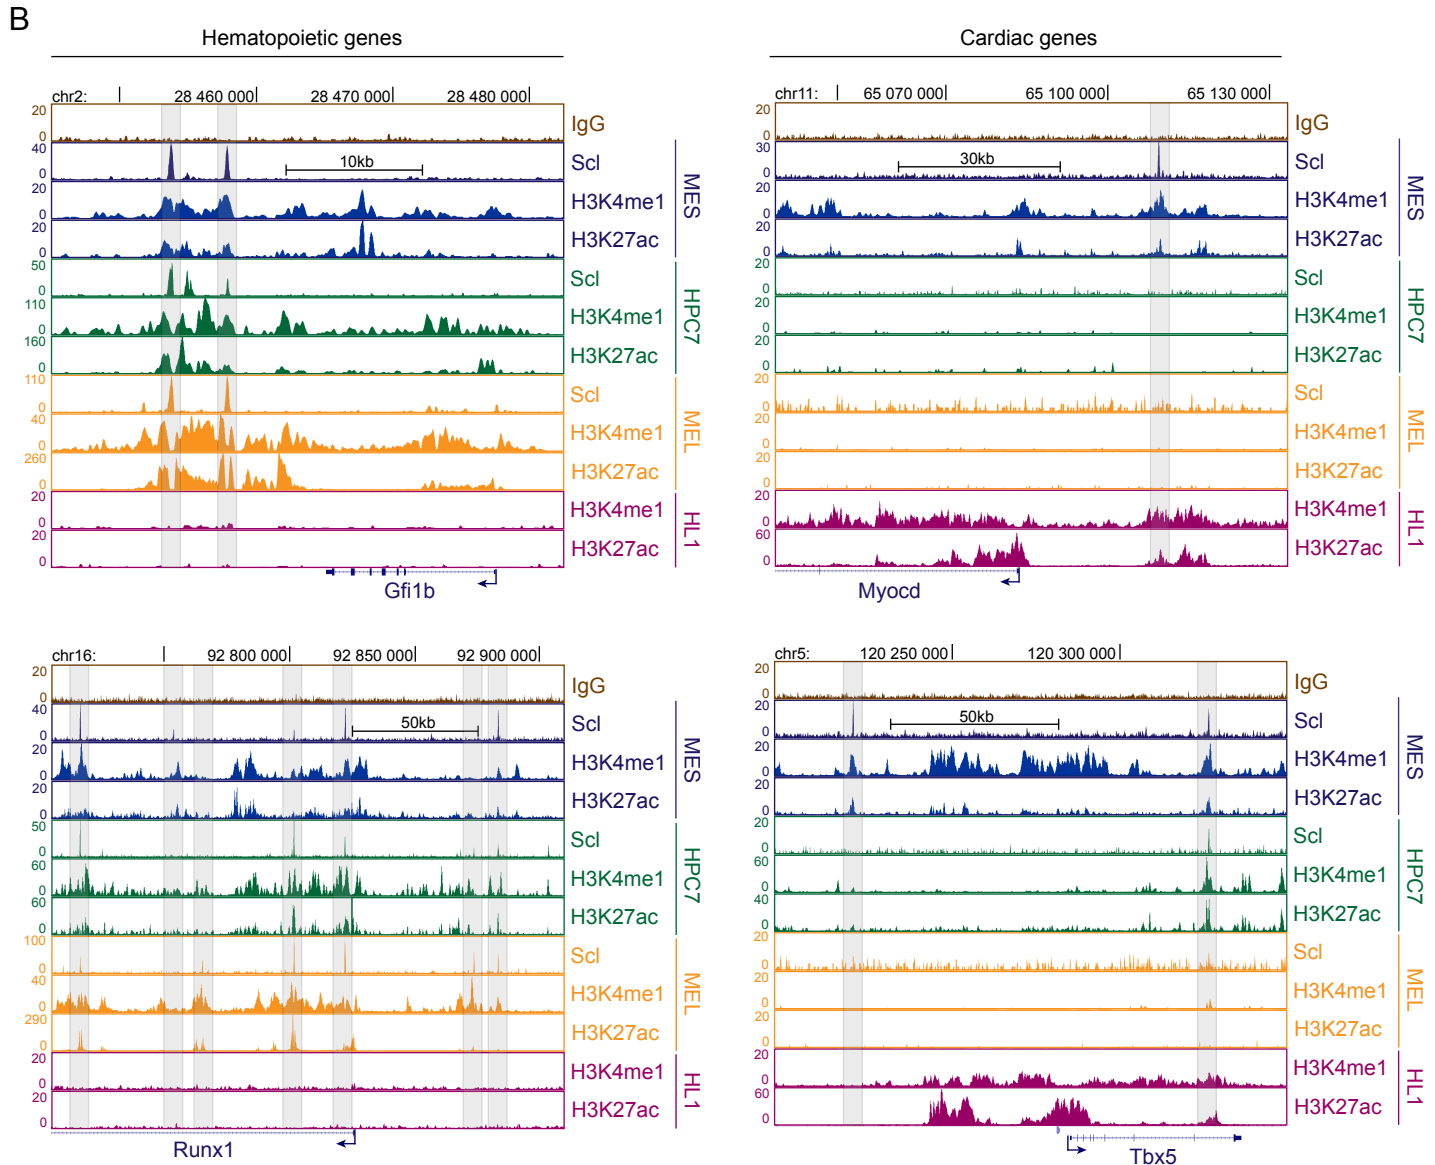 B
Hematopoietic genes
chr2: 28 460 000 28 470 000 28 480 000
20
0
IgG
40
0
Scl
10kb
20
0
H3K4me1
20
0
H3K27ac
MES
50
0
Scl
110
0
H3K4me1
160
0
H3K27ac
HPC7
110
0
Scl
40
0
H3K4me1
260
0
H3K27ac
MEL
20
0
H3K4me1
20
0
H3K27ac
HL1
Gfi1b
Cardiac genes
chr11: 65 070 000 65 100 000 65 130 000
20
0
IgG
30
0
Scl
30kb
20
0
H3K4me1
20
0
H3K27ac
MES
20
0
Scl
20
0
H3K4me1
20
0
H3K27ac
HPC7
20
0
Scl
20
0
H3K4me1
20
0
H3K27ac
MEL
20
0
H3K4me1
60
0
H3K27ac
HL1
Myocd
chr16: 92 800 000 92 850 000 92 900 000
20
0
IgG
40
0
Scl
50kb
20
0
H3K4me1
20
0
H3K27ac
MES
50
0
Scl
60
0
H3K4me1
60
0
H3K27ac
HPC7
100
0
Scl
40
0
H3K4me1
290
0
H3K27ac
MEL
20
0
H3K4me1
20
0
H3K27ac
HL1
Runx1
chr5: 120 250 000 120 300 000
20
0
IgG
20
0
Scl
50kb
20
0
H3K4me1
20
0
H3K27ac
MES
20
0
Scl
60
0
H3K4me1
40
0
H3K27ac
HPC7
20
0
Scl
20
0
H3K4me1
20
0
H3K27ac
MEL
20
0
H3K4me1
60
0
H3K27ac
HL1
Tbx5